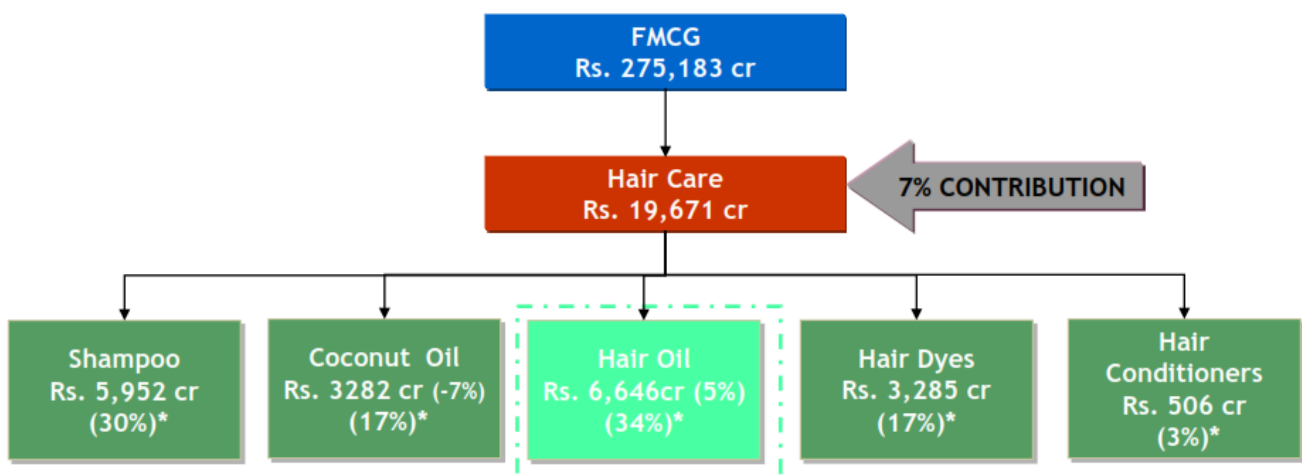 FMCG
Rs. 275,183 cr
Hair Care
Rs. 19,671 cr
7% CONTRIBUTION
Shampoo
Rs. 5,952 cr
(30%)*
Coconut Oil
Rs. 3282 cr (-7%)
(17%)*
Hair Oil
Rs. 6,646cr (5%)
(34%)*
Hair Dyes
Rs. 3,285 cr
(17%)*
Hair
Conditioners
Rs. 506 cr
(3%)*